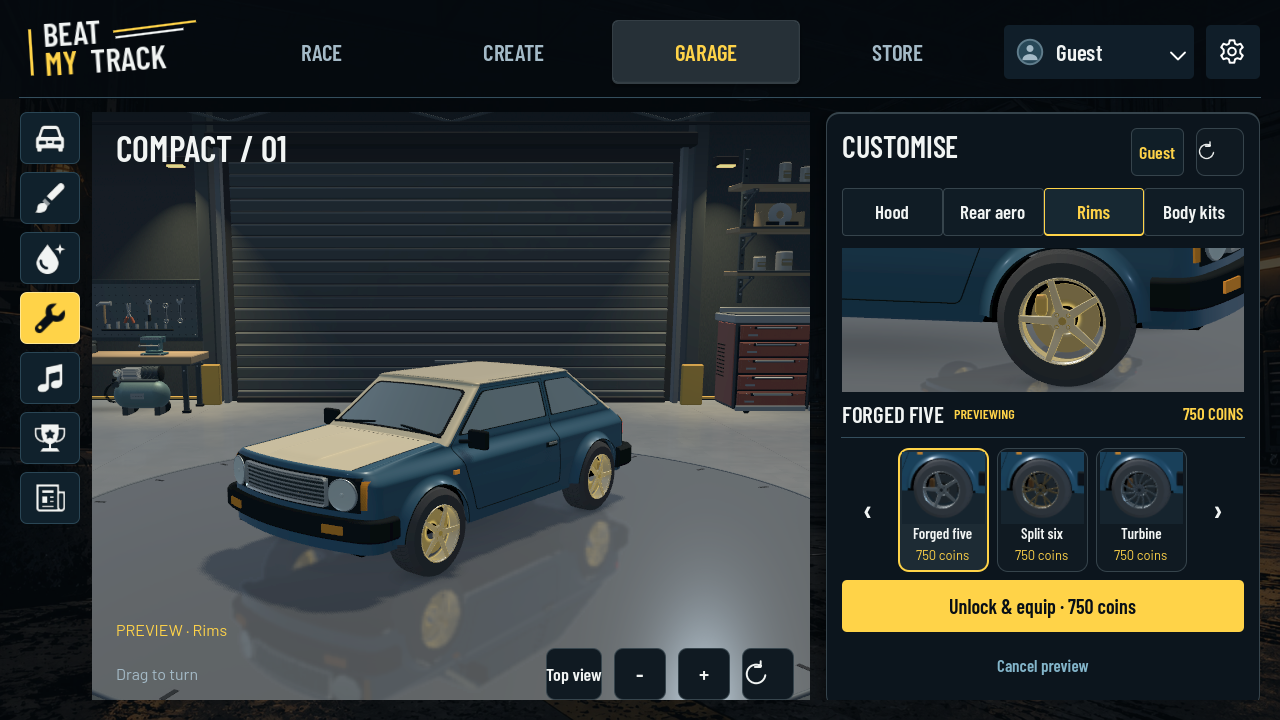 BEAT
MY TRACK
RACE
CREATE
GARAGE
STORE
Guest
COMPACT / 01
CUSTOMISE
Guest
Hood
Rear aero
Rims
Body kits
FORGED FIVE
PREVIEWING
750 COINS
Forged five
750 coins
Split six
750 coins
Turbine
750 coins
Unlock & equip · 750 coins
Cancel preview
PREVIEW · Rims
Drag to turn
Top view
-
+